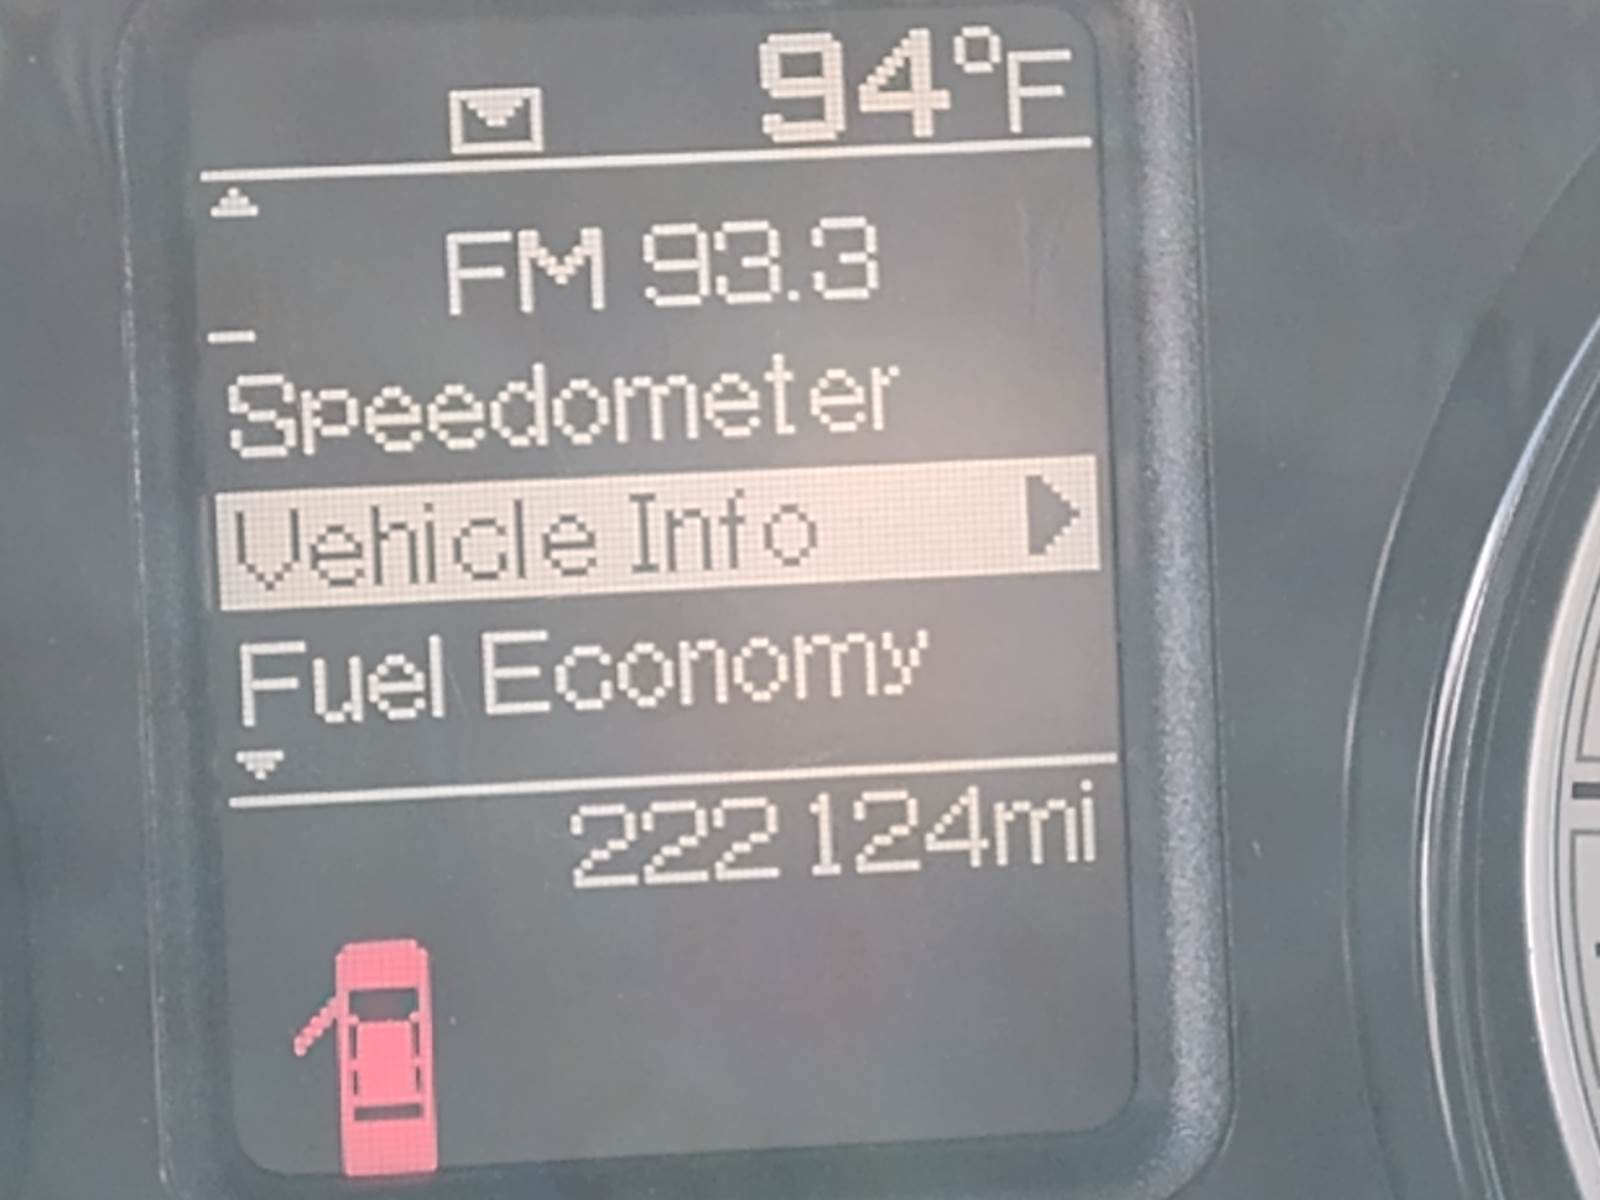 94°F
FM 93.3
Speedometer
Vehicle Info
Fuel Economy
222124mi